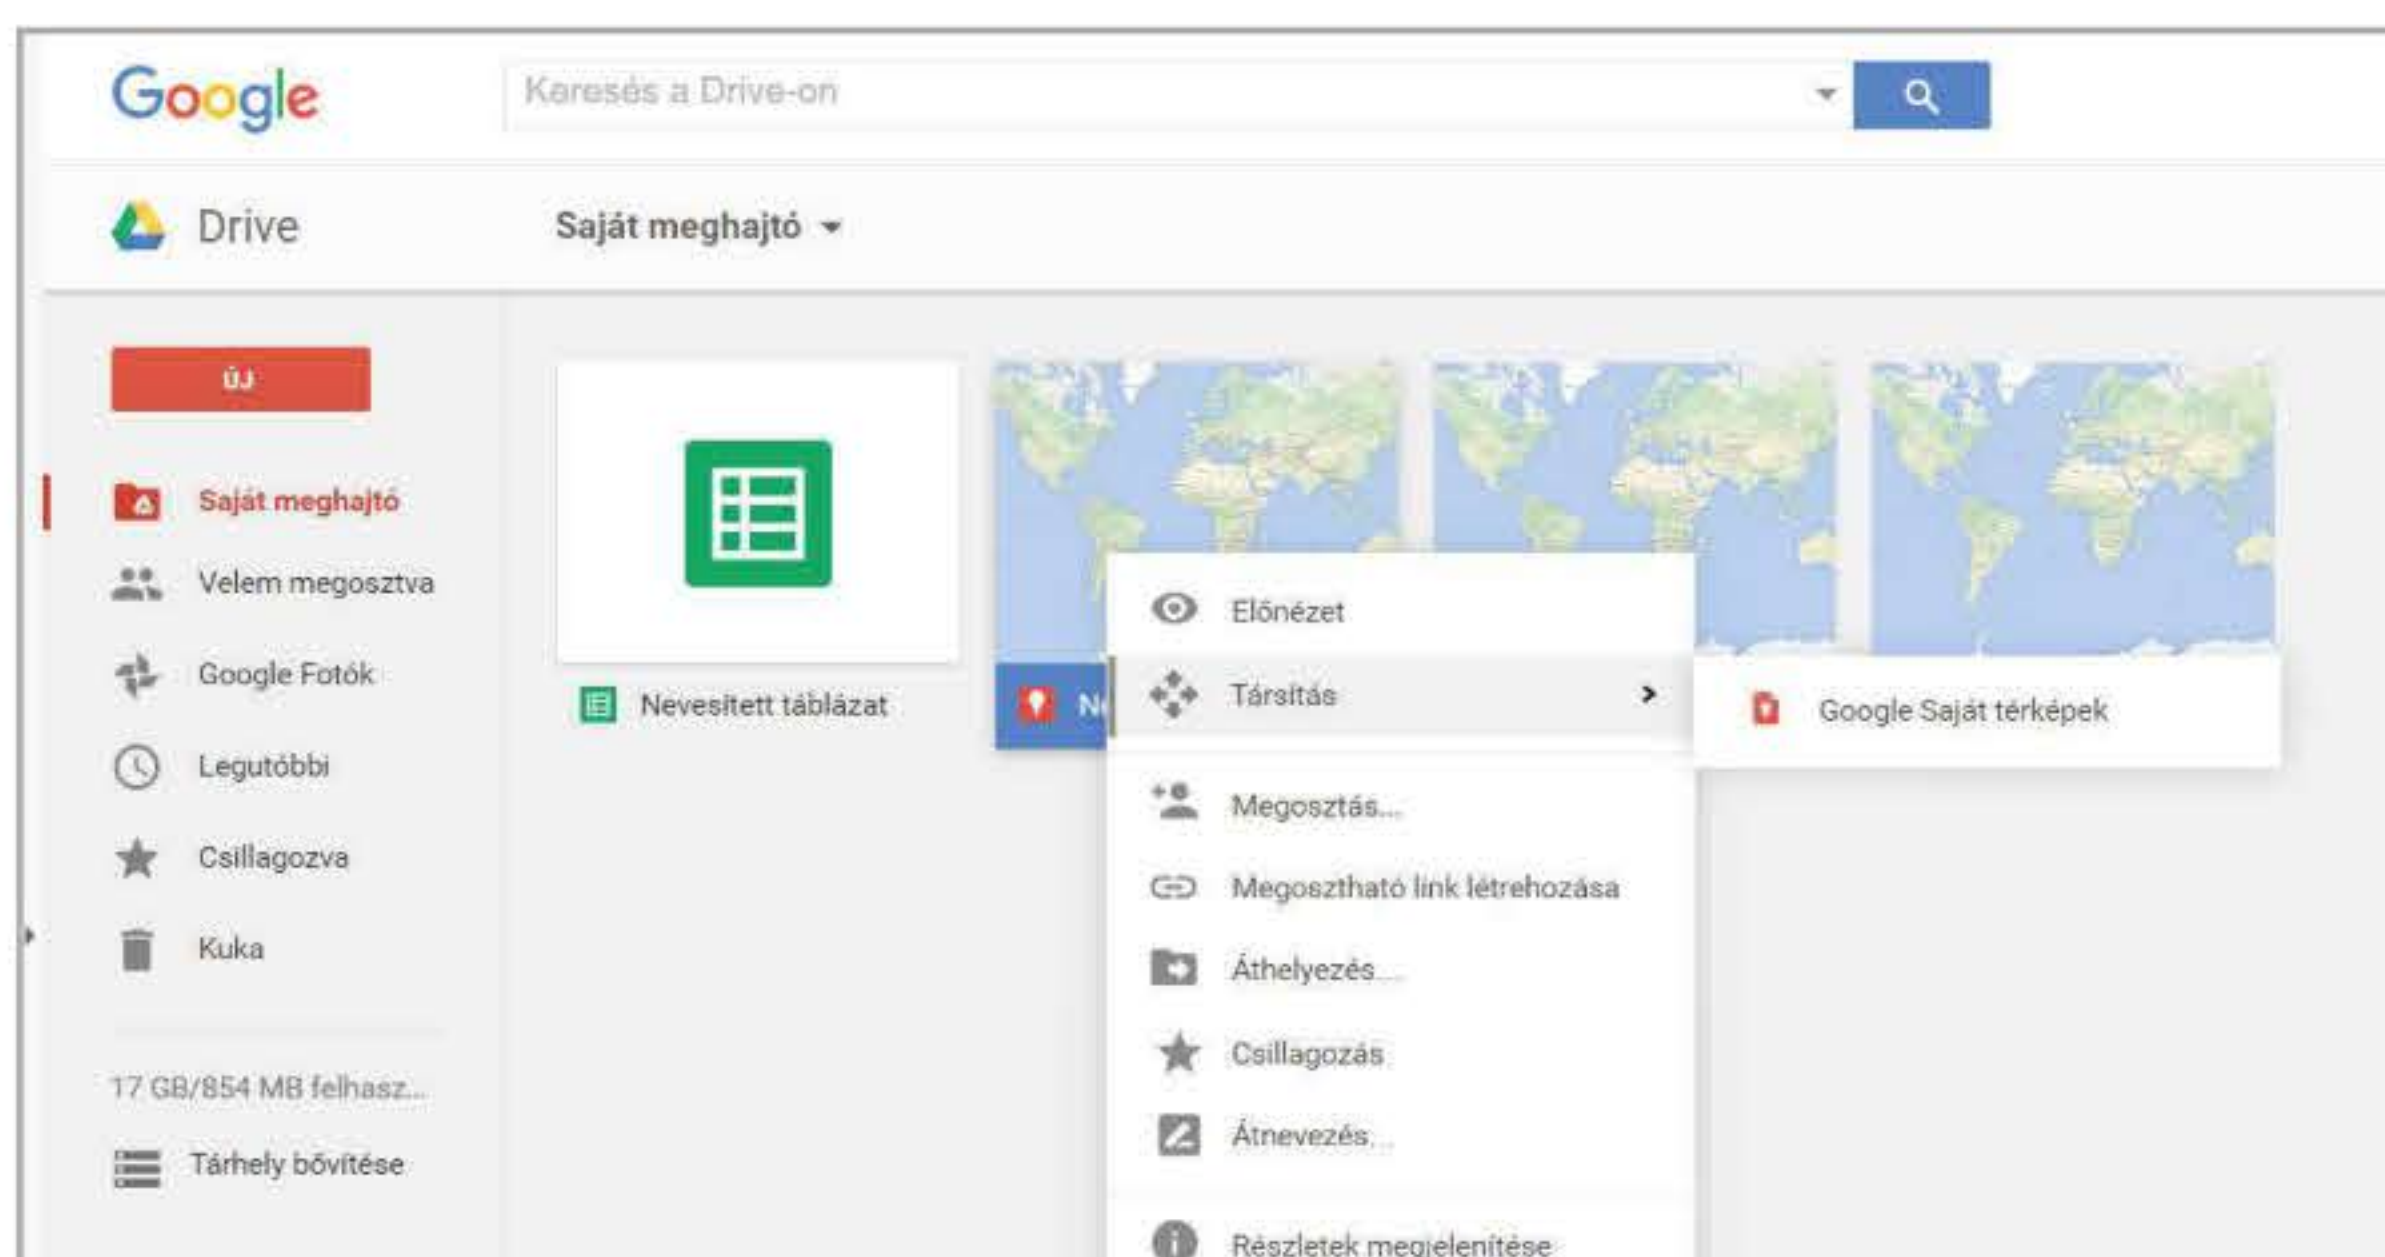 Google
Keresés a Drive-on
Drive
Saját meghajtó
ÚJ
Saját meghajtó
Velem megosztva
Google Fotók
Legutóbbi
Csillagozva
Kuka
17 GB/854 MB felhasz...
Tárhely bővítése
Nevesített táblázat
Előnézet
Társítás
Google Saját térképek
Megosztás...
Megosztható link létrehozása
Áthelyezés...
Csillagozás
Átnevezés...
Részletek megjelenítése